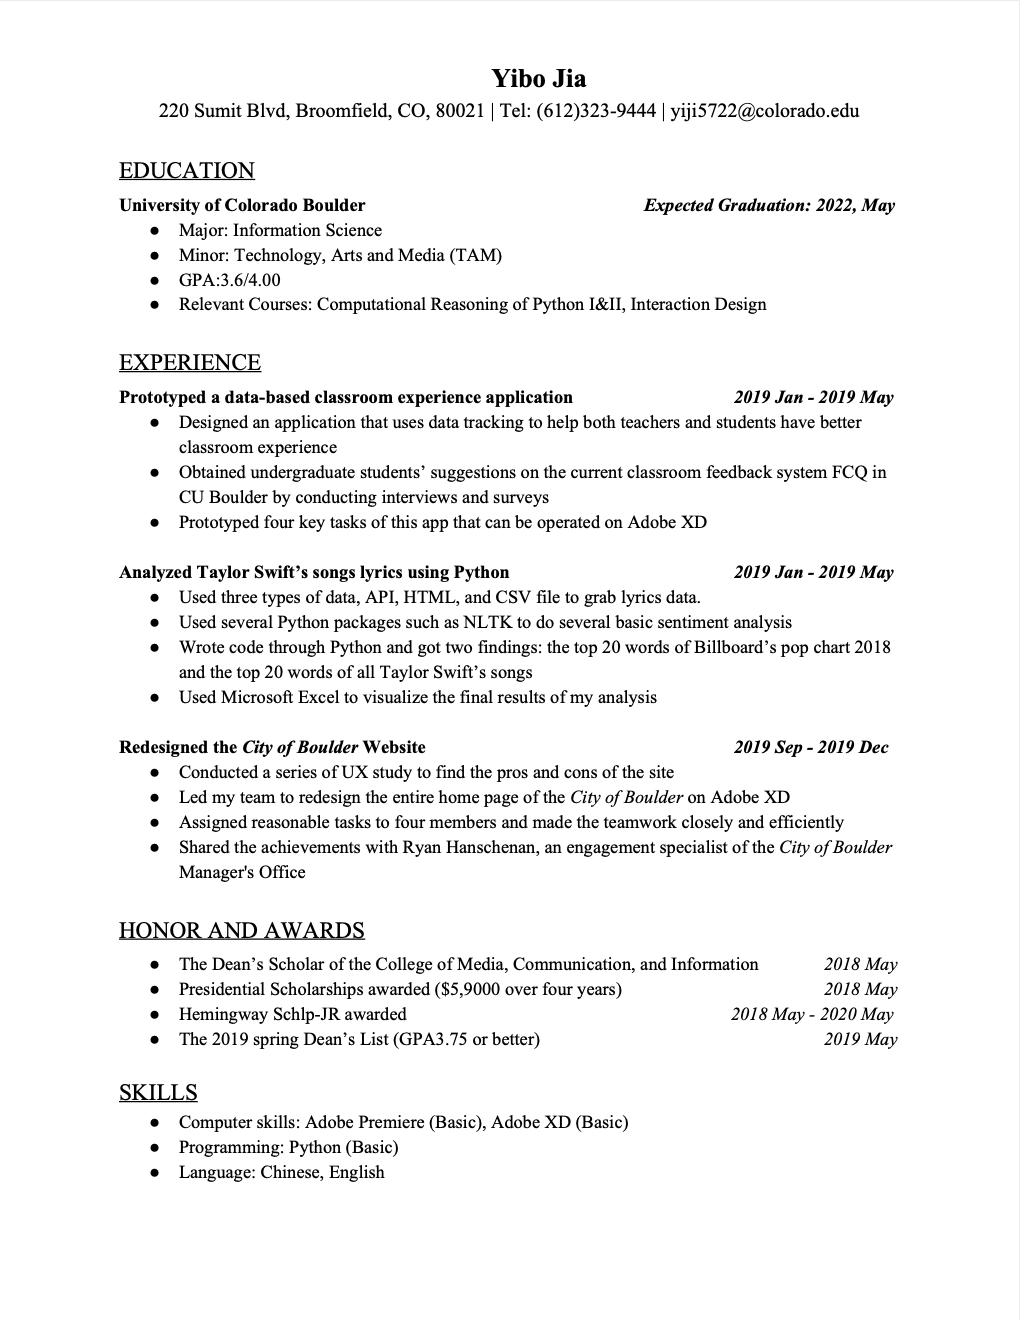 Yibo Jia
220 Sumit Blvd, Broomfield, CO, 80021 | Tel: (612)323-9444 | yiji5722@colorado.edu
EDUCATION
University of Colorado Boulder Expected Graduation: 2022, May
● Major: Information Science
● Minor: Technology, Arts and Media (TAM)
● GPA:3.6/4.00
● Relevant Courses: Computational Reasoning of Python I&II, Interaction Design
EXPERIENCE
Prototyped a data-based classroom experience application 2019 Jan - 2019 May
● Designed an application that uses data tracking to help both teachers and students have better
classroom experience
● Obtained undergraduate students’ suggestions on the current classroom feedback system FCQ in
CU Boulder by conducting interviews and surveys
● Prototyped four key tasks of this app that can be operated on Adobe XD
Analyzed Taylor Swift’s songs lyrics using Python 2019 Jan - 2019 May
● Used three types of data, API, HTML, and CSV file to grab lyrics data.
● Used several Python packages such as NLTK to do several basic sentiment analysis
● Wrote code through Python and got two findings: the top 20 words of Billboard’s pop chart 2018
and the top 20 words of all Taylor Swift’s songs
● Used Microsoft Excel to visualize the final results of my analysis
Redesigned the City of Boulder Website 2019 Sep - 2019 Dec
● Conducted a series of UX study to find the pros and cons of the site
● Led my team to redesign the entire home page of the City of Boulder on Adobe XD
● Assigned reasonable tasks to four members and made the teamwork closely and efficiently
● Shared the achievements with Ryan Hanschenan, an engagement specialist of the City of Boulder
Manager's Office
HONOR AND AWARDS
● The Dean’s Scholar of the College of Media, Communication, and Information 2018 May
● Presidential Scholarships awarded ($5,9000 over four years) 2018 May
● Hemingway Schlp-JR awarded 2018 May - 2020 May
● The 2019 spring Dean’s List (GPA3.75 or better) 2019 May
SKILLS
● Computer skills: Adobe Premiere (Basic), Adobe XD (Basic)
● Programming: Python (Basic)
● Language: Chinese, English